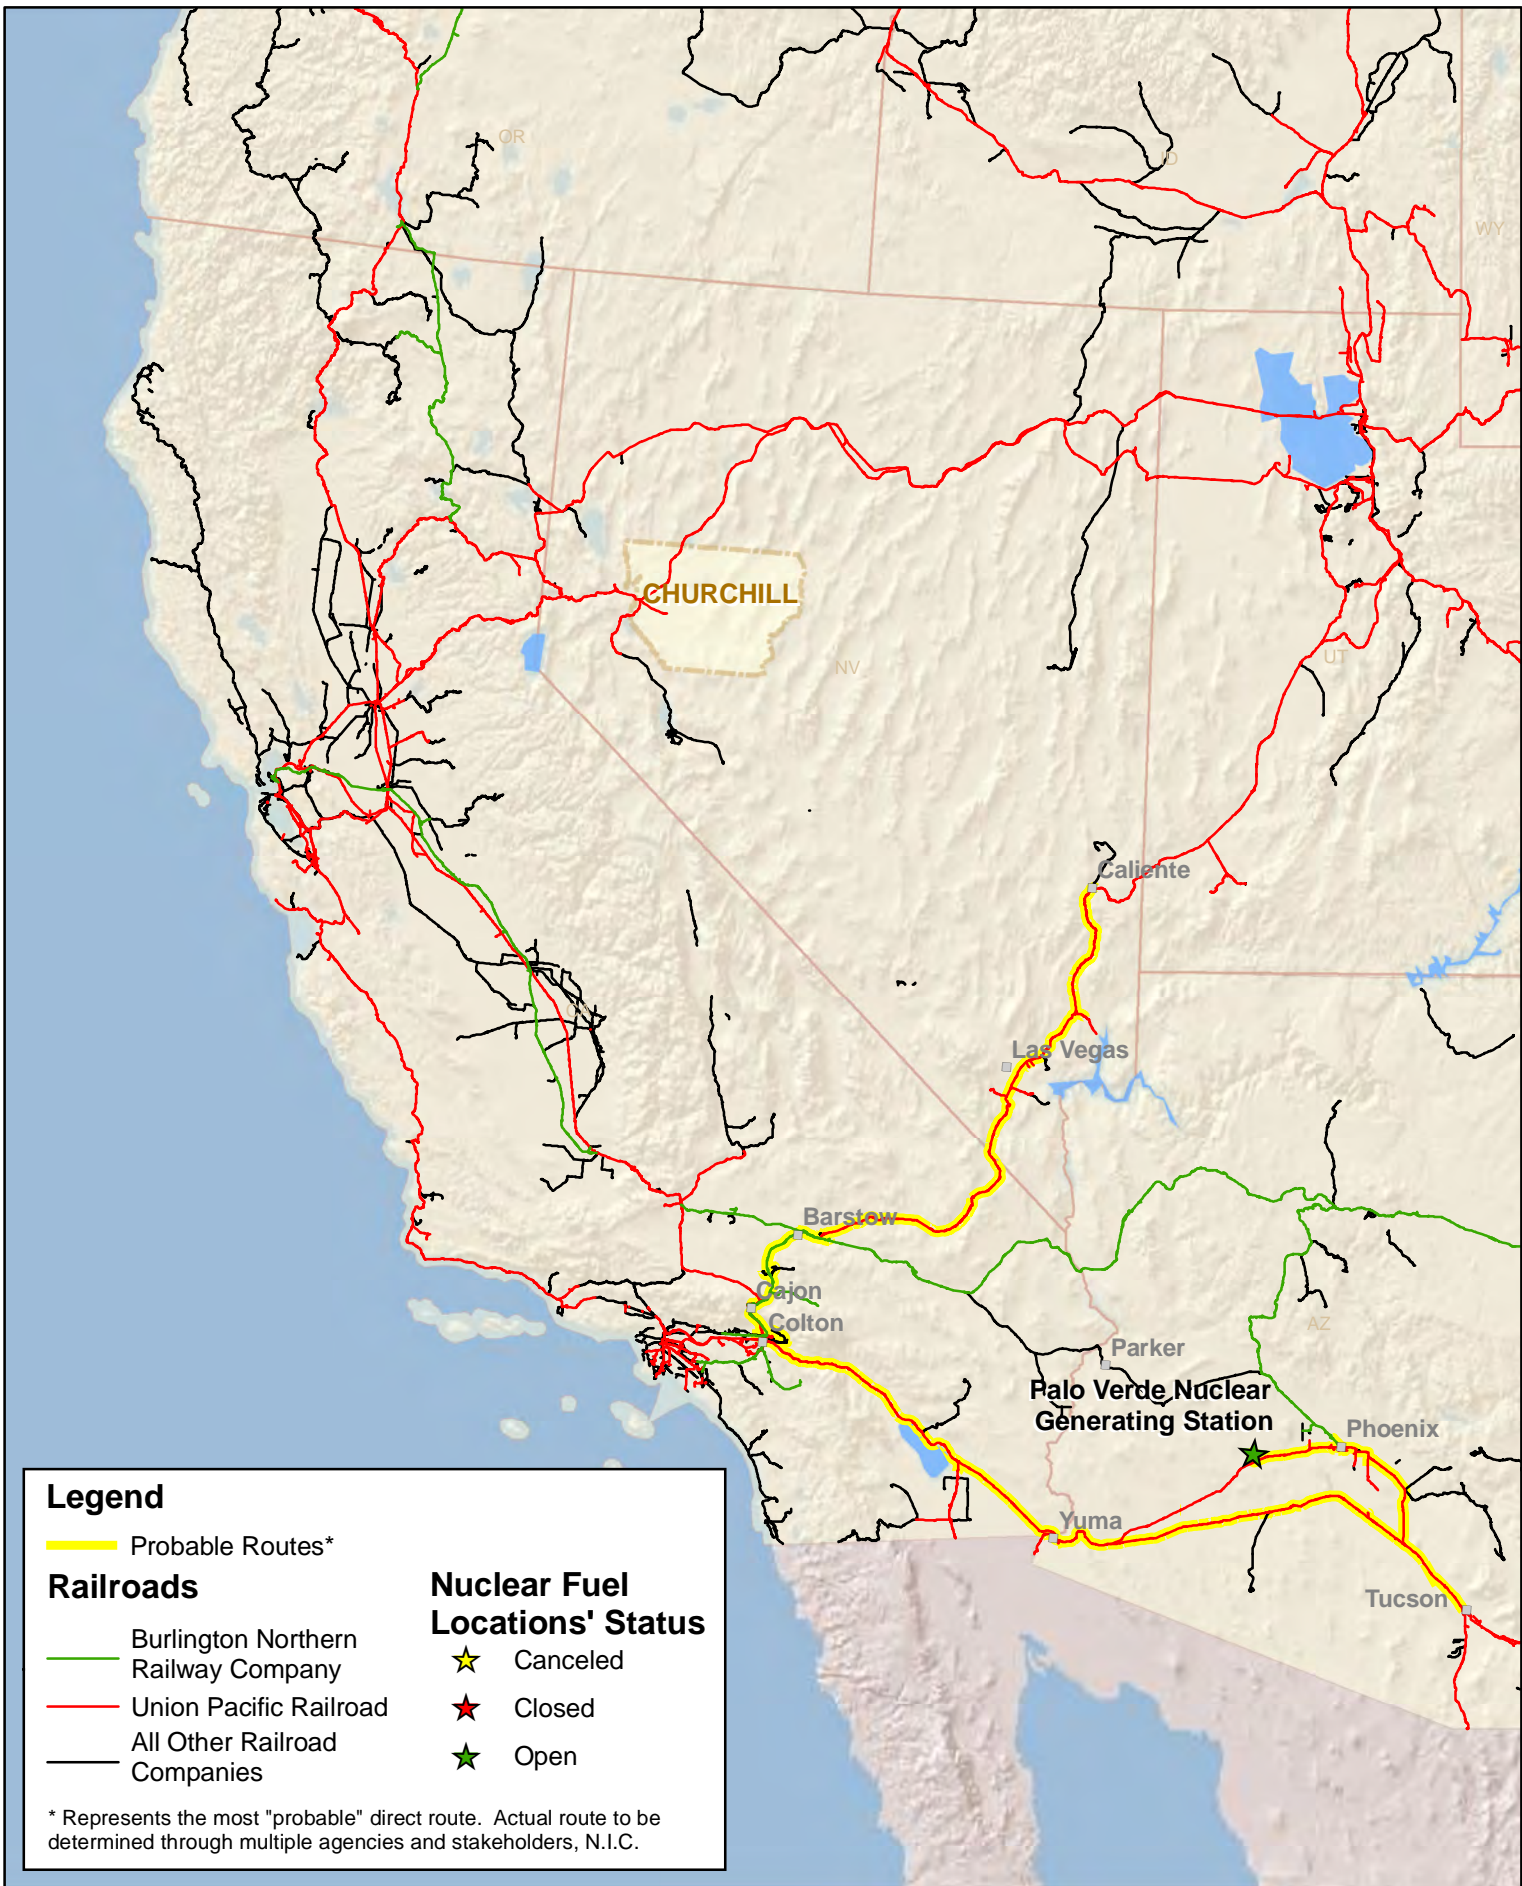 OR
ID
WY
CHURCHILL
NV
UT
Caliente
CA
Las Vegas
Barstow
Cajon
Colton
AZ
Parker
Palo Verde Nuclear
Generating Station
Phoenix
Yuma
Tucson
Legend
Probable Routes*
Railroads
Burlington Northern
Railway Company
Union Pacific Railroad
All Other Railroad
Companies
Nuclear Fuel
Locations' Status
Canceled
Closed
Open
* Represents the most "probable" direct route. Actual route to be
determined through multiple agencies and stakeholders, N.I.C.